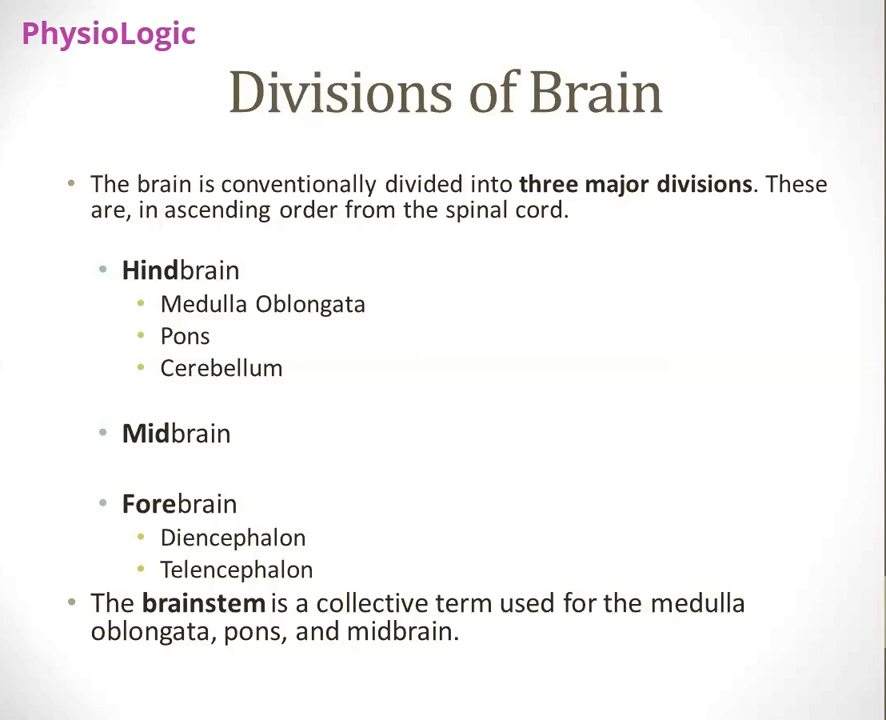 PhysioLogic
Divisions of Brain
• The brain is conventionally divided into three major divisions. These
are, in ascending order from the spinal cord.
• Hindbrain
• Medulla Oblongata
• Pons
• Cerebellum
• Midbrain
• Forebrain
• Diencephalon
• Telencephalon
• The brainstem is a collective term used for the medulla
oblongata, pons, and midbrain.